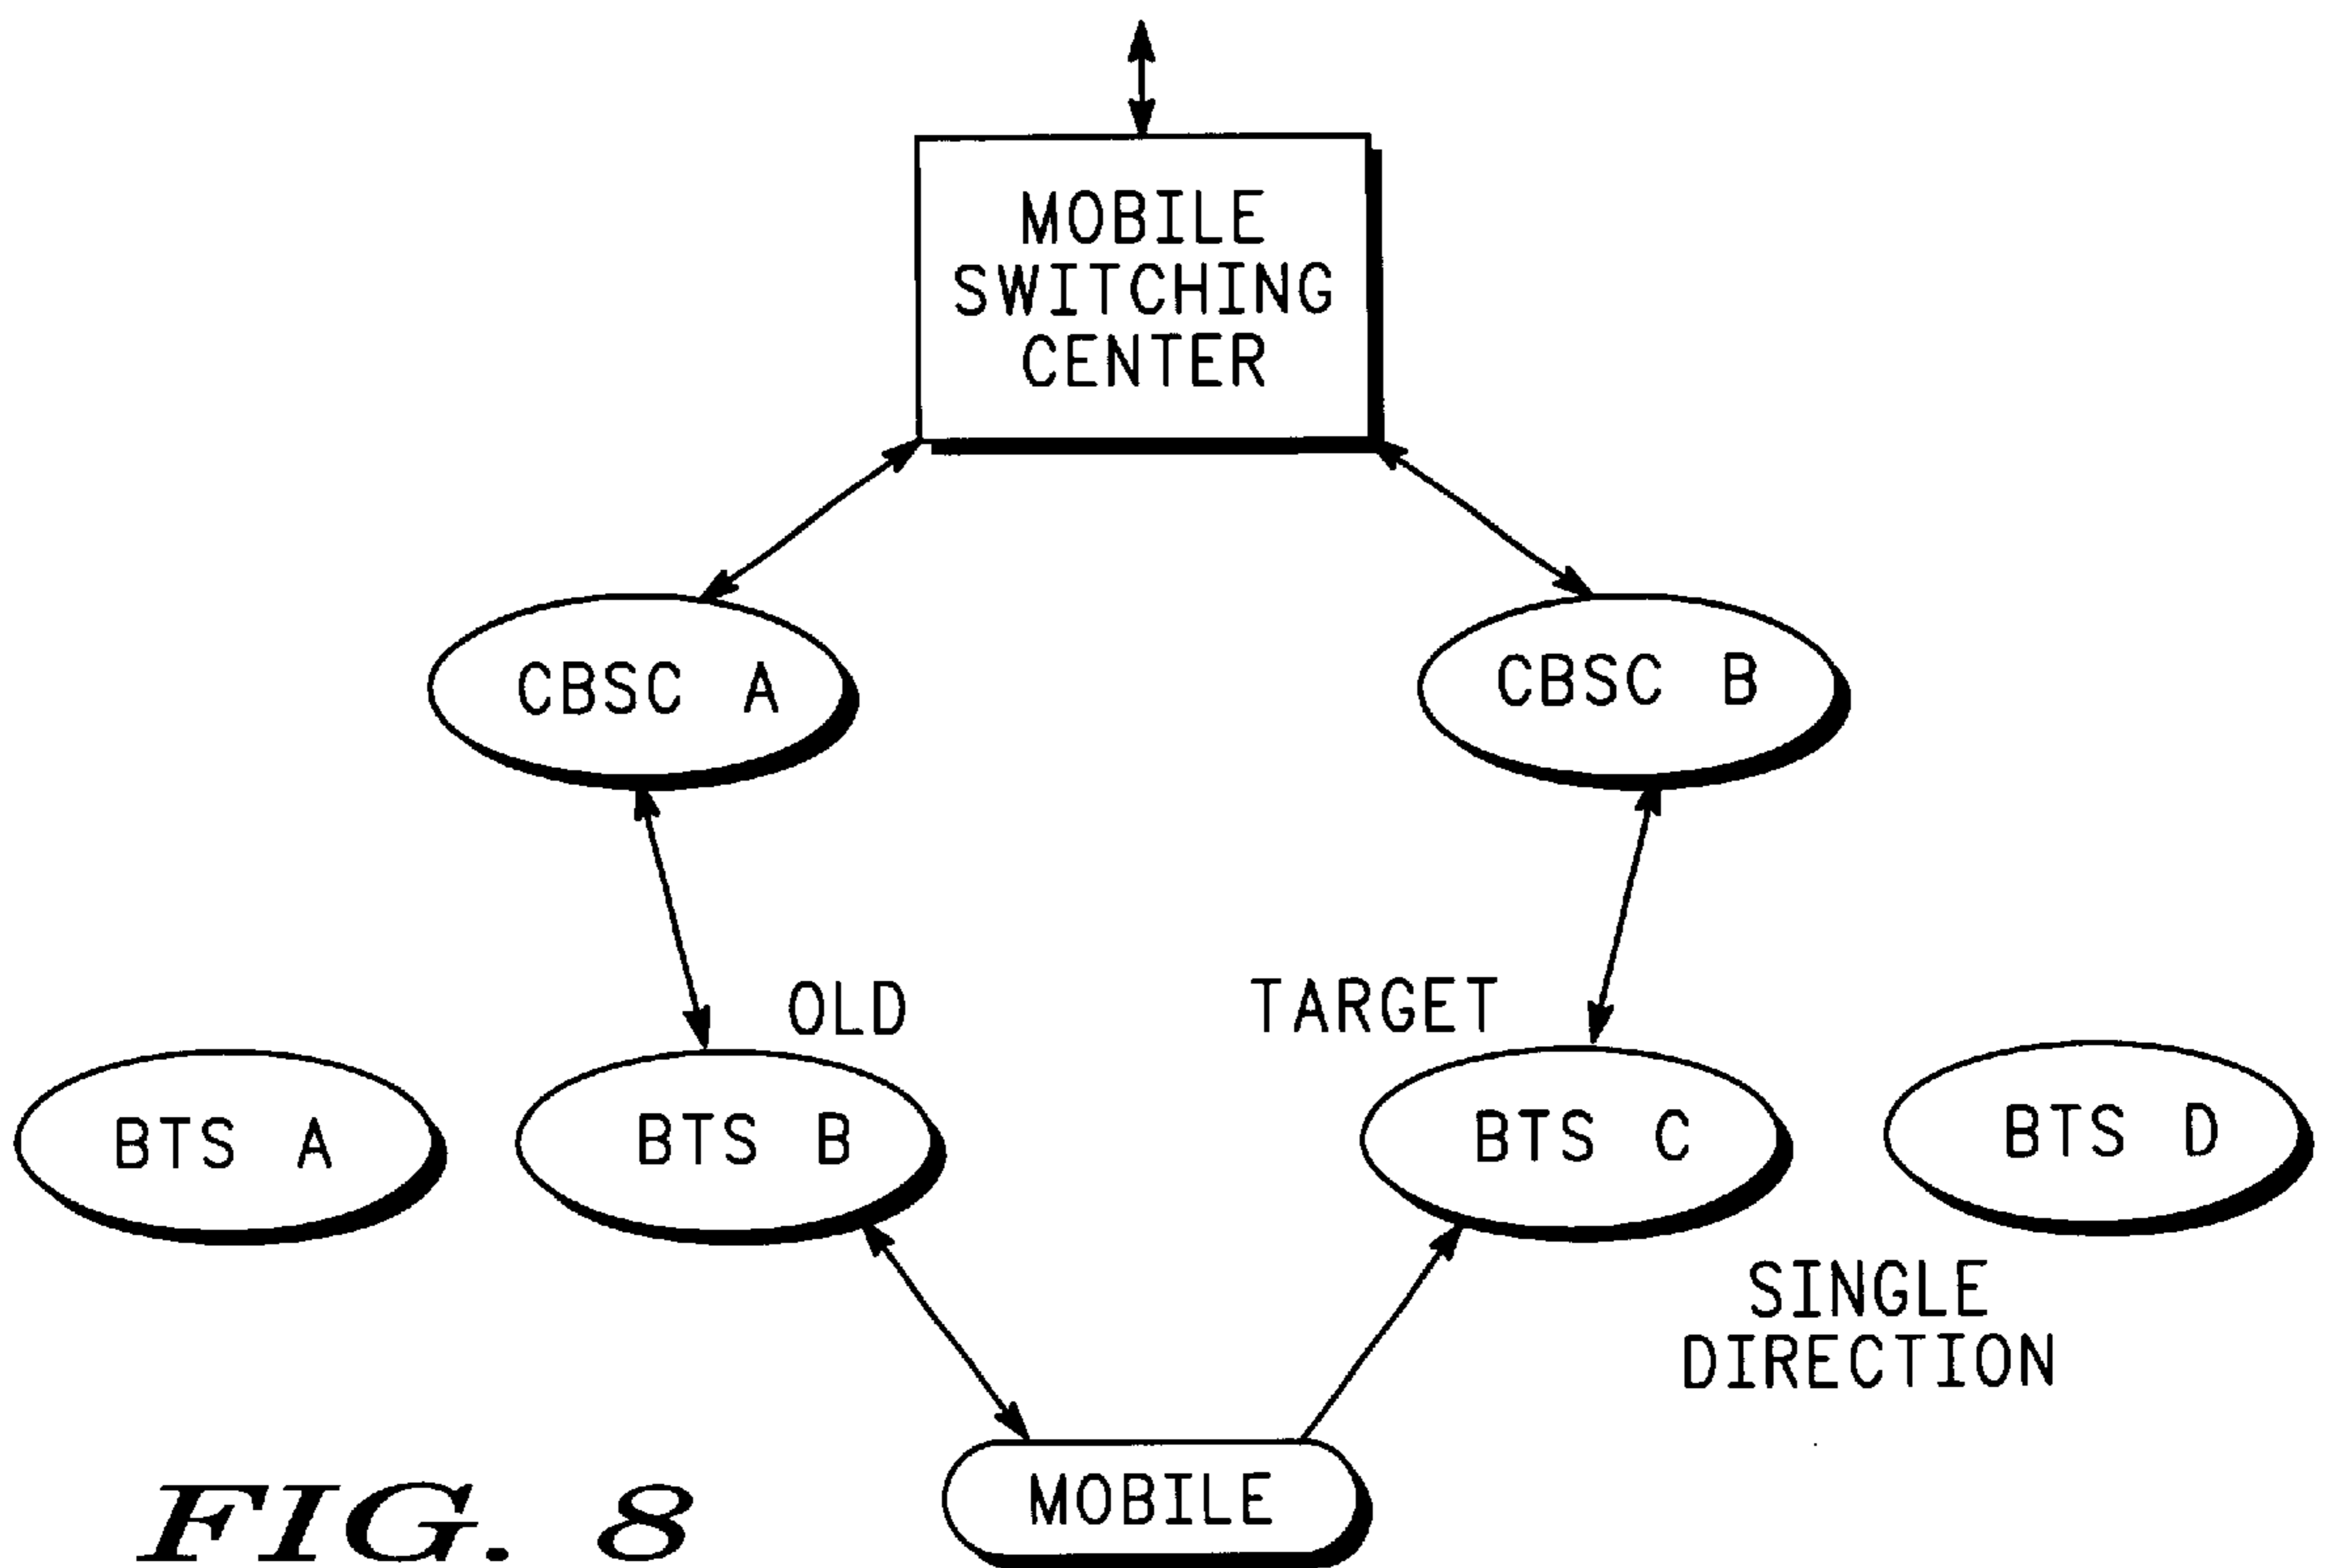 MOBILE
SWITCHING
CENTER
CBSC A
CBSC B
OLD
TARGET
BTS A
BTS B
BTS C
BTS D
SINGLE
DIRECTION
MOBILE
FIG. 8